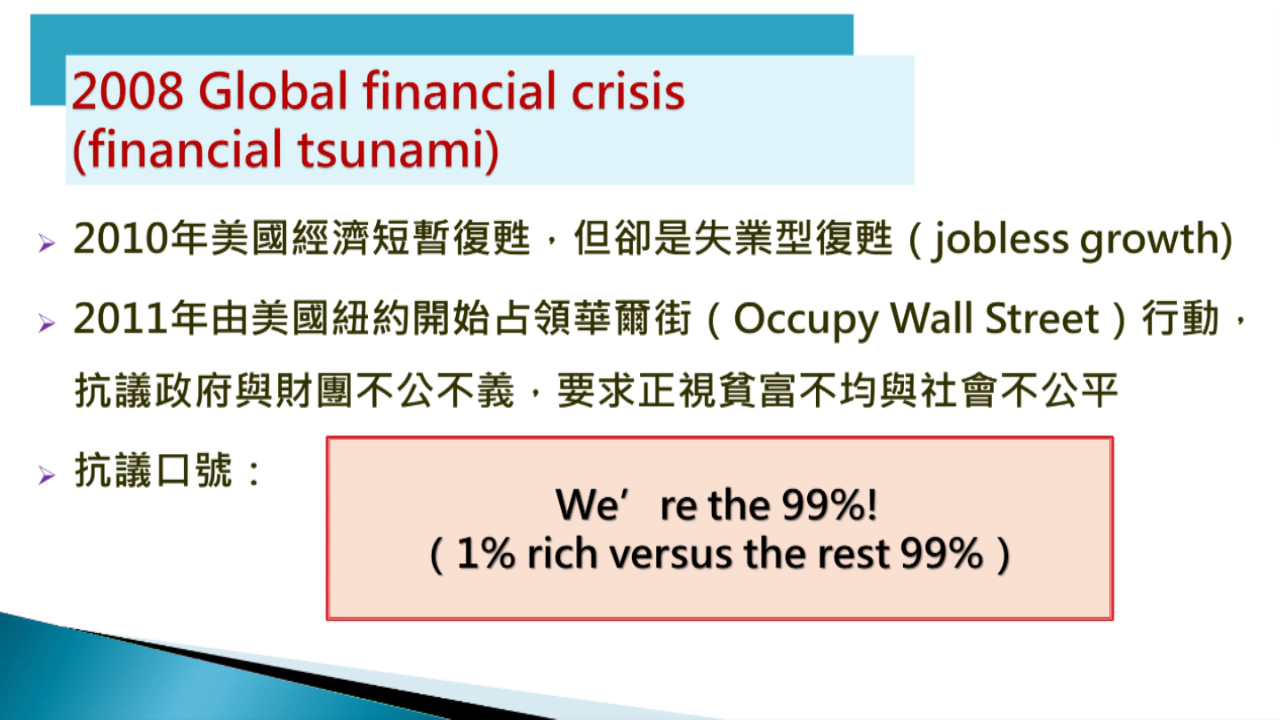 2008 Global financial crisis
(financial tsunami)
2010年美國經濟短暫復甦，但卻是失業型復甦（jobless growth)
2011年由美國紐約開始占領華爾街（Occupy Wall Street）行動，
抗議政府與財團不公不義，要求正視貧富不均與社會不公平
抗議口號：
We’re the 99%!
（1% rich versus the rest 99%）